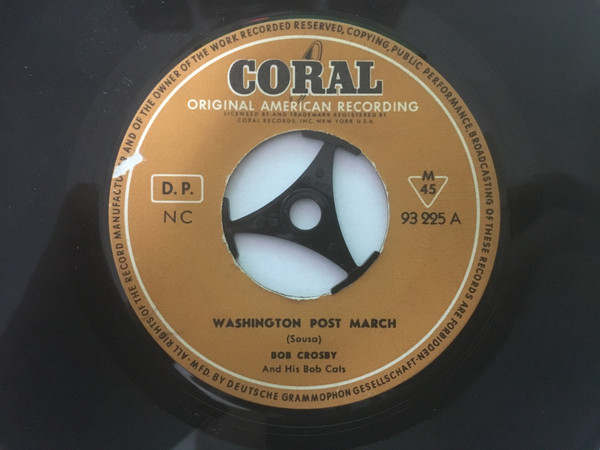 CORAL
ORIGINAL AMERICAN RECORDING
LICENSED BY AND TRADEMARK REGISTERED BY
CORAL RECORDS, INC. NEW YORK U.S.A.
D. P.
NC
M
45
93 225 A
WASHINGTON POST MARCH
(Sousa)
BOB CROSBY
And His Bob Cats
ALL RIGHTS OF THE RECORD MANUFACTURER AND OF THE OWNER OF THE WORK RECORDED RESERVED, COPYING, PUBLIC PERFORMANCE, BROADCASTING OF THESE RECORDS ARE FORBIDDEN - MFD. BY DEUTSCHE GRAMMOPHON GESELLSCHAFT -